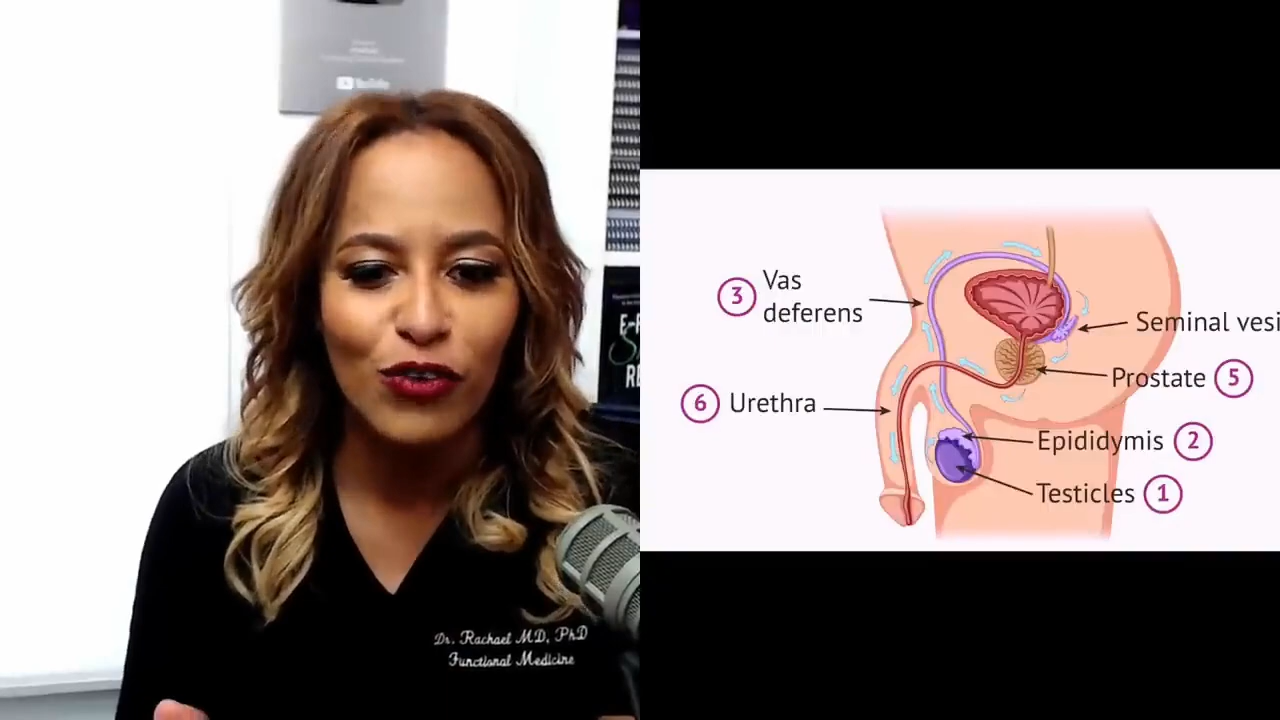 YouTube
Dr. Rachael MD, PhD
Functional Medicine
3 Vas
deferens
Seminal vesi
Prostate 5
6 Urethra
Epididymis 2
Testicles 1